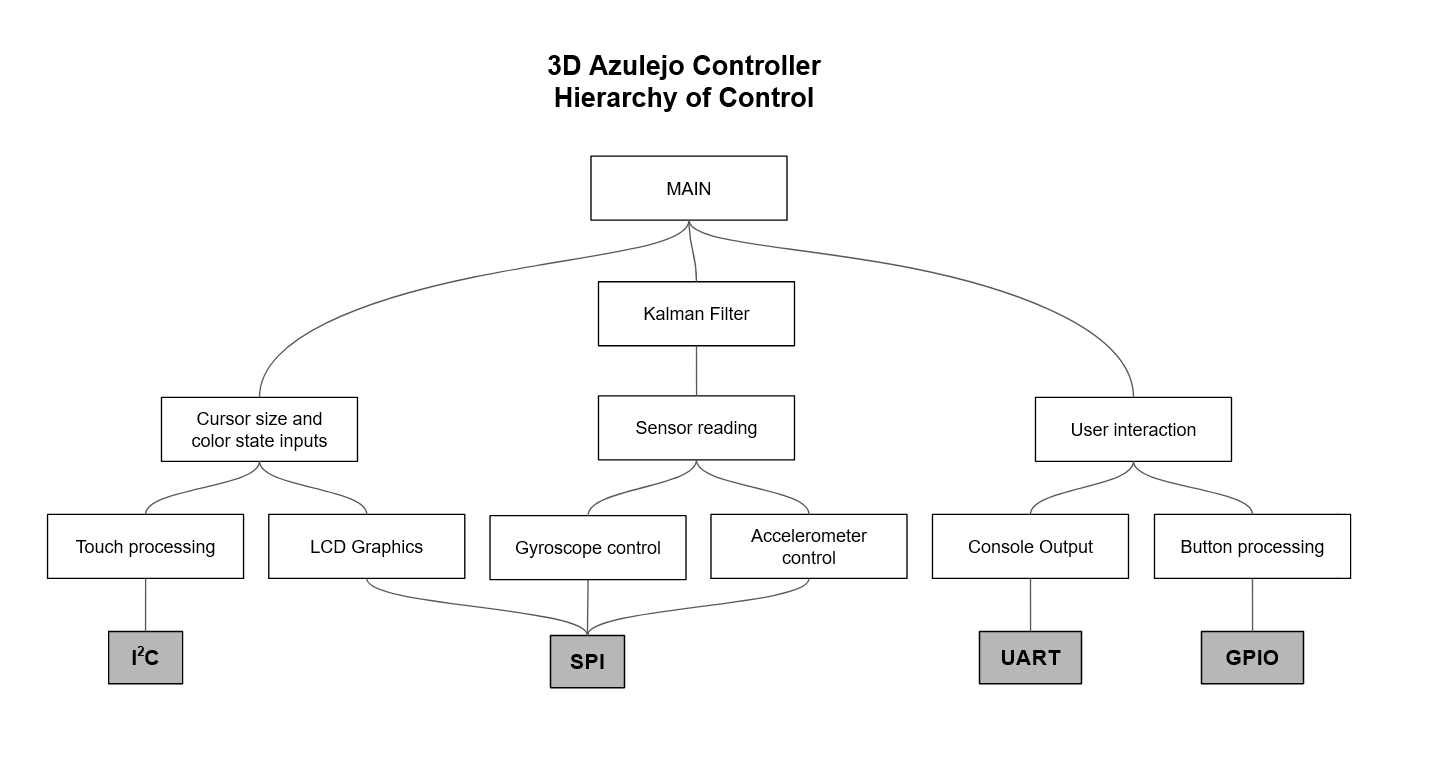 3D Azulejo Controller
Hierarchy of Control
MAIN
Kalman Filter
Cursor size and
color state inputs
Sensor reading
User interaction
Touch processing
LCD Graphics
Gyroscope control
Accelerometer
control
Console Output
Button processing
I²C
SPI
UART
GPIO